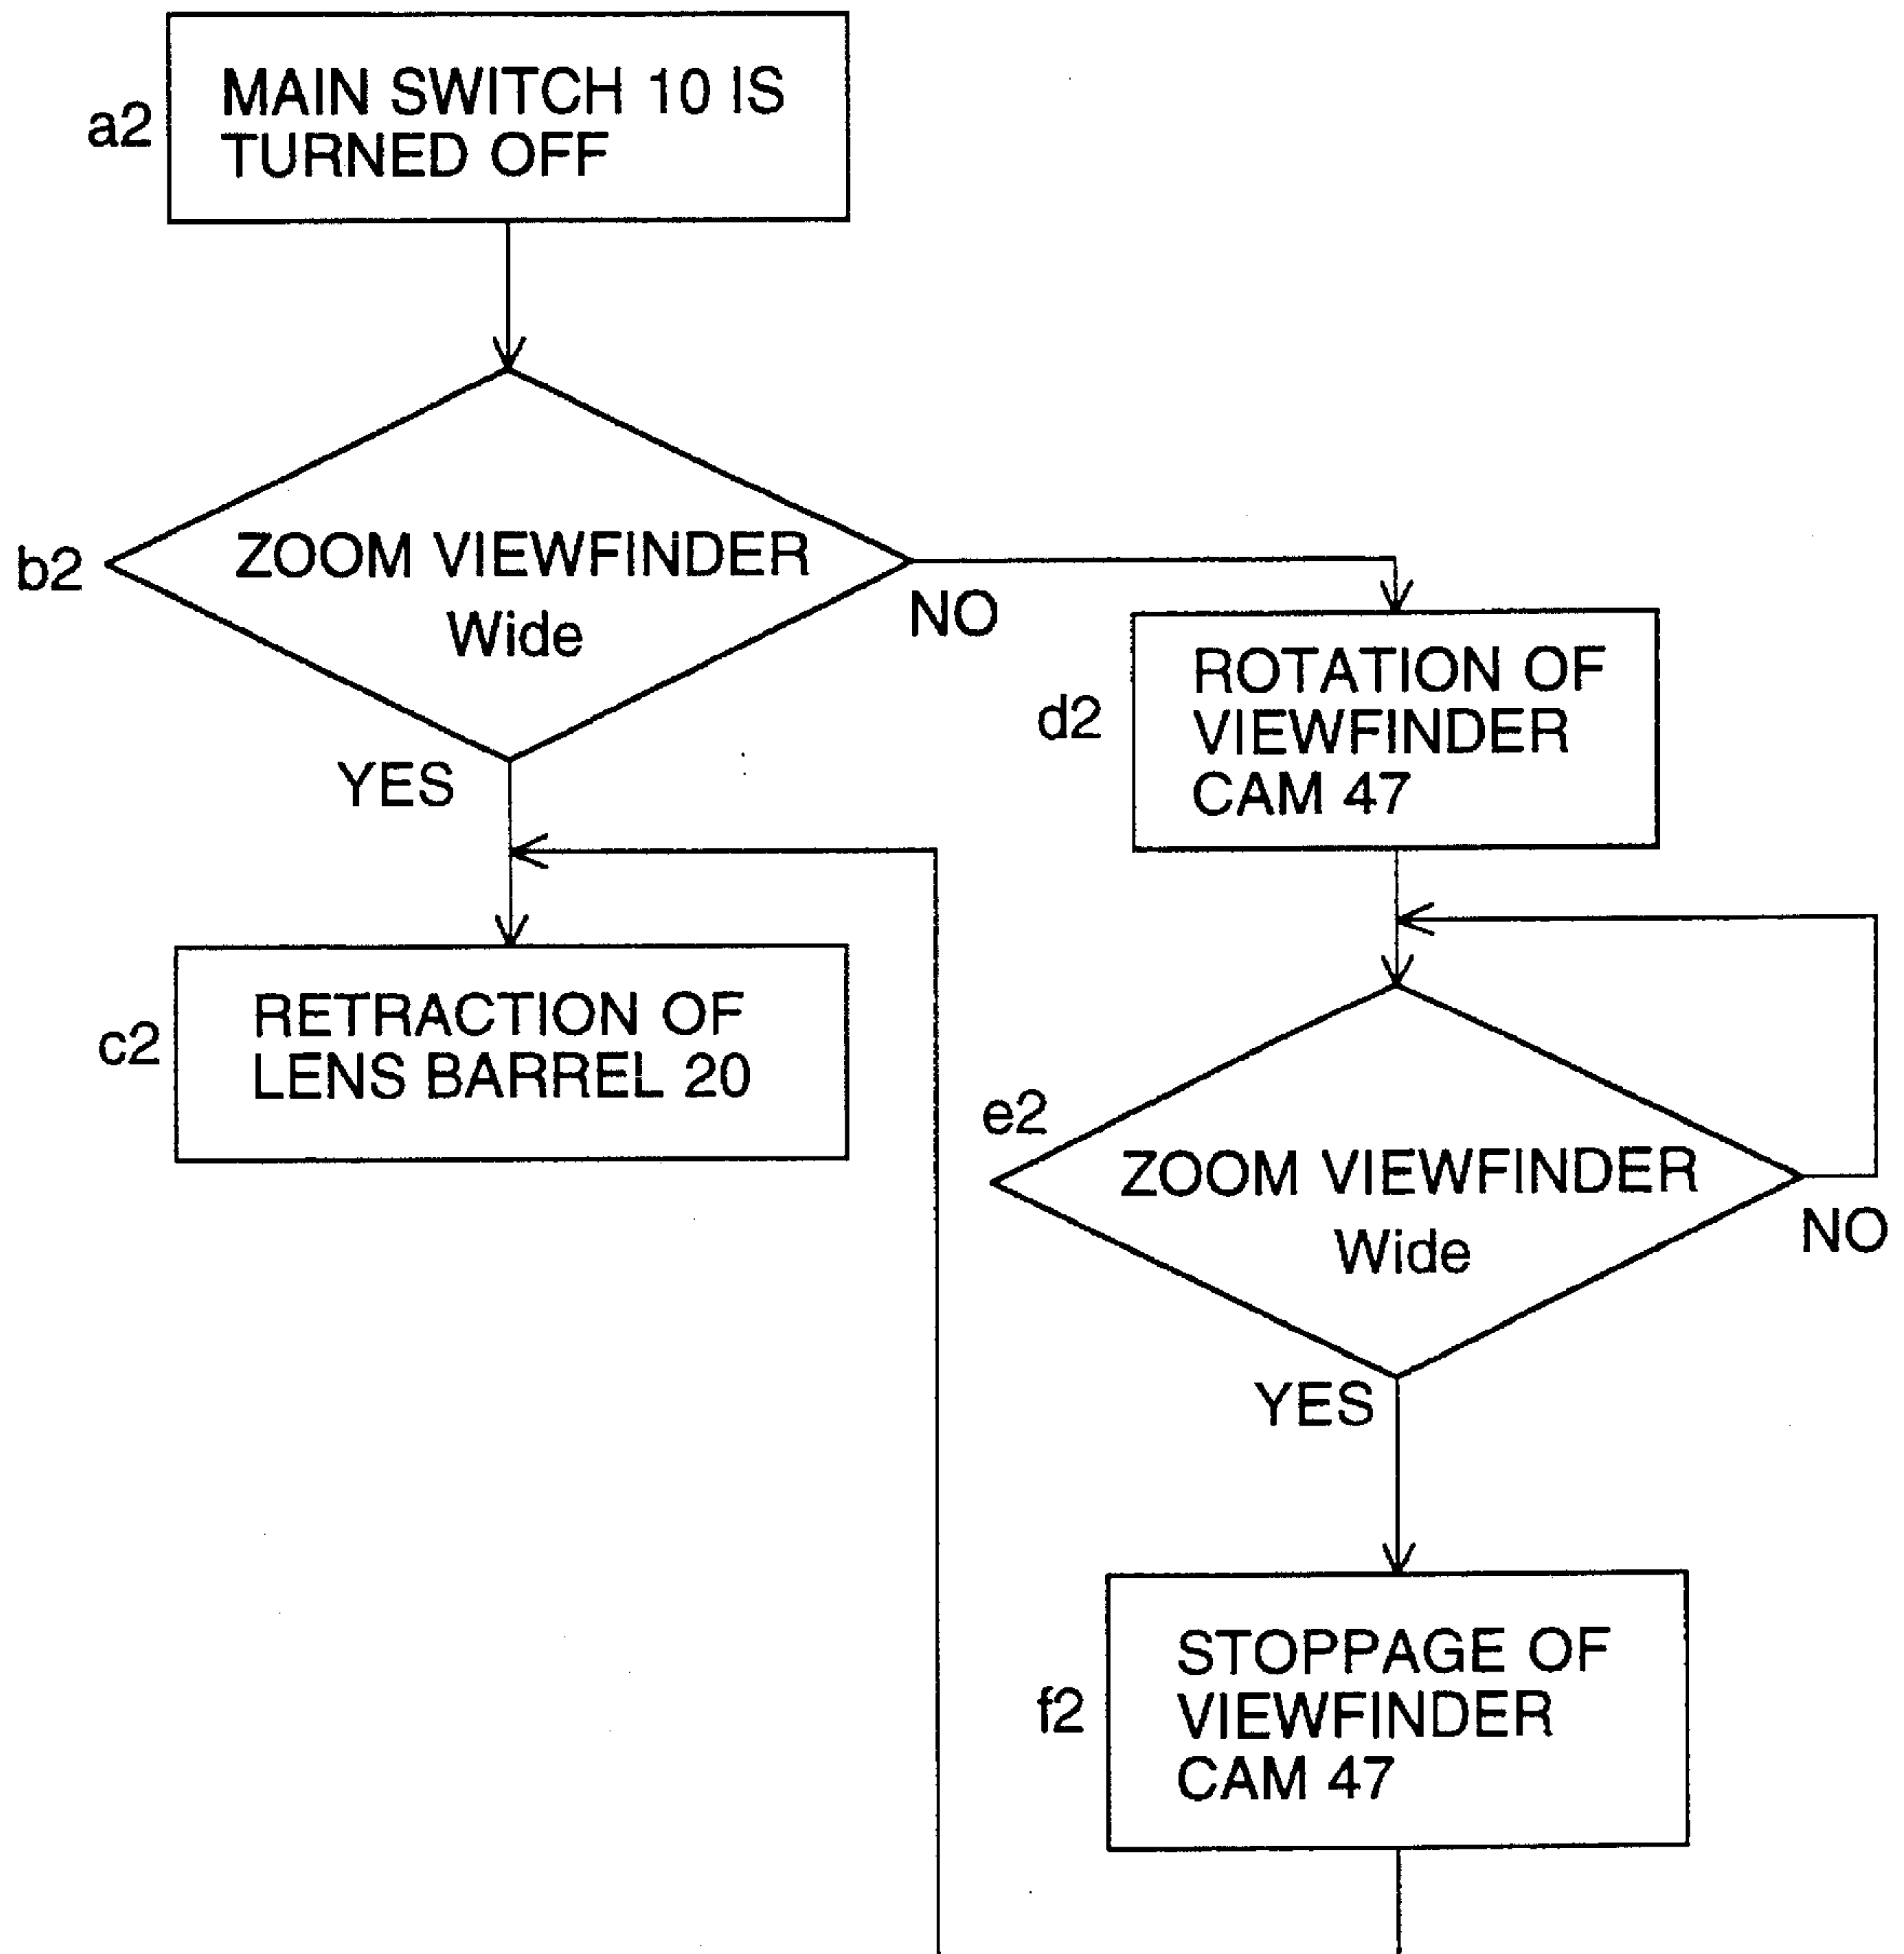 a2
MAIN SWITCH 10 IS
TURNED OFF
b2
ZOOM VIEWFINDER
Wide
NO
YES
c2
RETRACTION OF
LENS BARREL 20
d2
ROTATION OF
VIEWFINDER
CAM 47
e2
ZOOM VIEWFINDER
Wide
NO
YES
f2
STOPPAGE OF
VIEWFINDER
CAM 47